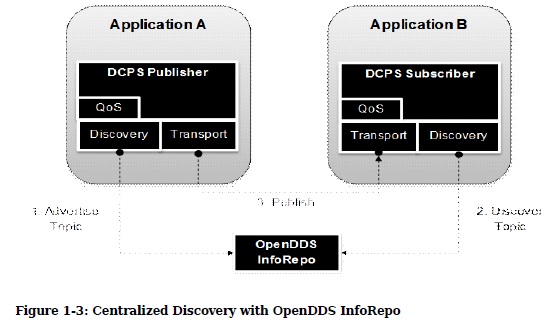 Application A
Application B
DCPS Publisher
DCPS Subscriber
QoS
QoS
Discovery
Transport
Transport
Discovery
3. Publish
1. Advertise
Topic
2. Discover
Topic
OpenDDS
InfoRepo
Figure 1-3: Centralized Discovery with OpenDDS InfoRepo